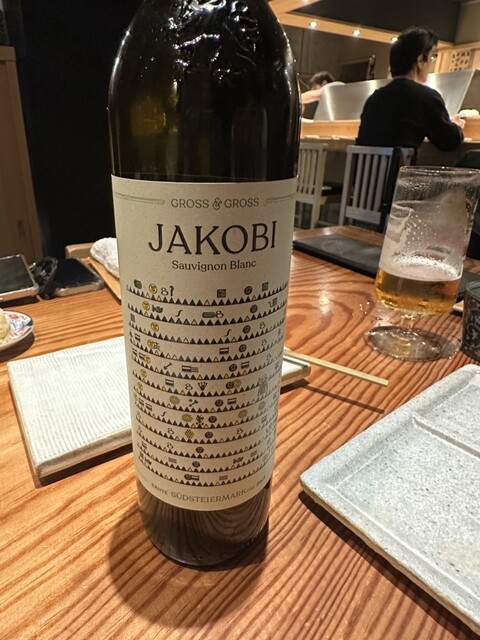 GROSS & GROSS
JAKOBI
Sauvignon Blanc
SÜDSTEIERMARK